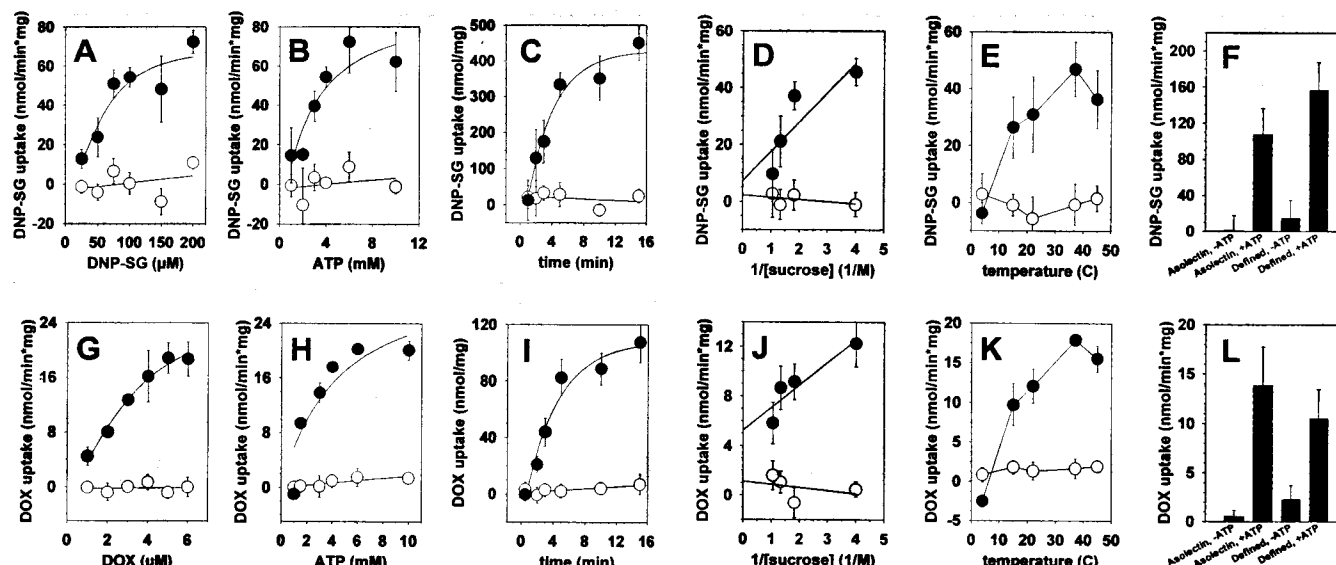 A
DNP-SG uptake (nmol/min*mg)
80
60
40
20
0
-20
0 50 100 150 200
DNP-SG (µM)
B
DNP-SG uptake (nmol/min*mg)
80
60
40
20
0
-20
0 4 8 12
ATP (mM)
C
DNP-SG uptake (nmol/mg)
500
400
300
200
100
0
0 4 8 12 16
time (min)
D
DNP-SG uptake (nmol/min*mg)
60
40
20
0
0 1 2 3 4 5
1/[sucrose] (1/M)
E
DNP-SG uptake (nmol/min*mg)
60
40
20
0
0 10 20 30 40
temperature (C)
F
DNP-SG uptake (nmol/min*mg)
200
160
120
80
40
0
Asolectin, -ATP
Asolectin, +ATP
Defined, -ATP
Defined, +ATP
G
DOX uptake (nmol/min*mg)
24
16
8
0
0 2 4 6
DOX (µM)
H
DOX uptake (nmol/min*mg)
24
16
8
0
0 2 4 6 8 10
ATP (mM)
I
DOX uptake (nmol/mg)
120
80
40
0
0 4 8 12 16
time (min)
J
DOX uptake (nmol/min*mg)
12
8
4
0
0 1 2 3 4 5
1/[sucrose] (1/M)
K
DOX uptake (nmol/min*mg)
20
15
10
5
0
-5
0 10 20 30 40
temperature (C)
L
DOX uptake (nmol/min*mg)
20
15
10
5
0
Asolectin, -ATP
Asolectin, +ATP
Defined, -ATP
Defined, +ATP